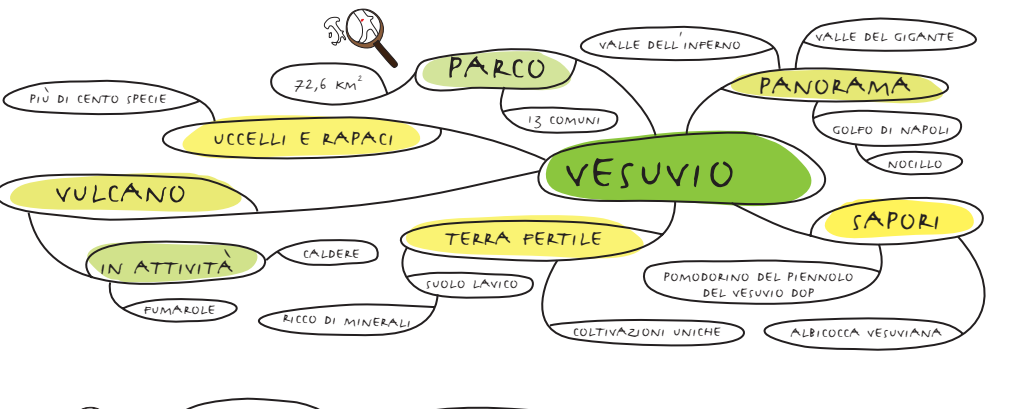 VALLE DELL'INFERNO
VALLE DEL GIGANTE
PARCO
72,6 KM²
PANORAMA
PIÙ DI CENTO SPECIE
13 COMUNI
GOLFO DI NAPOLI
UCCELLI E RAPACI
NOCILLO
VESUVIO
VULCANO
SAPORI
TERRA FERTILE
IN ATTIVITÀ
CALDERE
POMODORINO DEL PIENNOLO
DEL VESUVIO DOP
SUOLO LAVICO
FUMAROLE
RICCO DI MINERALI
COLTIVAZIONI UNICHE
ALBICOCCA VESUVIANA